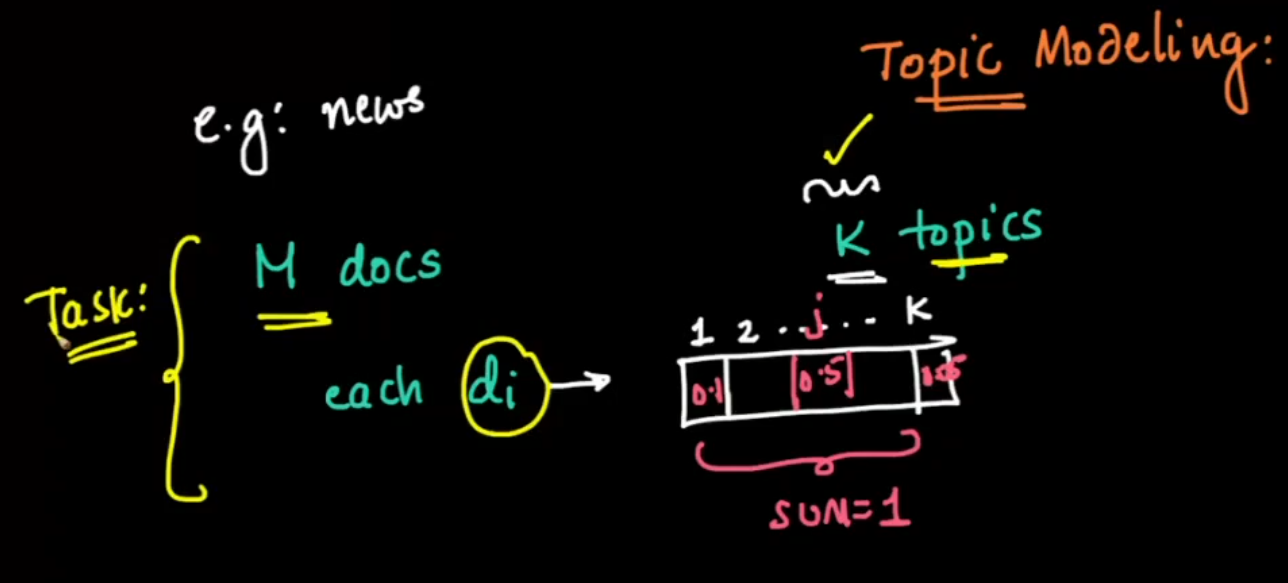 Topic Modeling:
e.g: news
K topics
M docs
Task:
1 2 ..j... K
each di
0.1 0.5
SUM=1